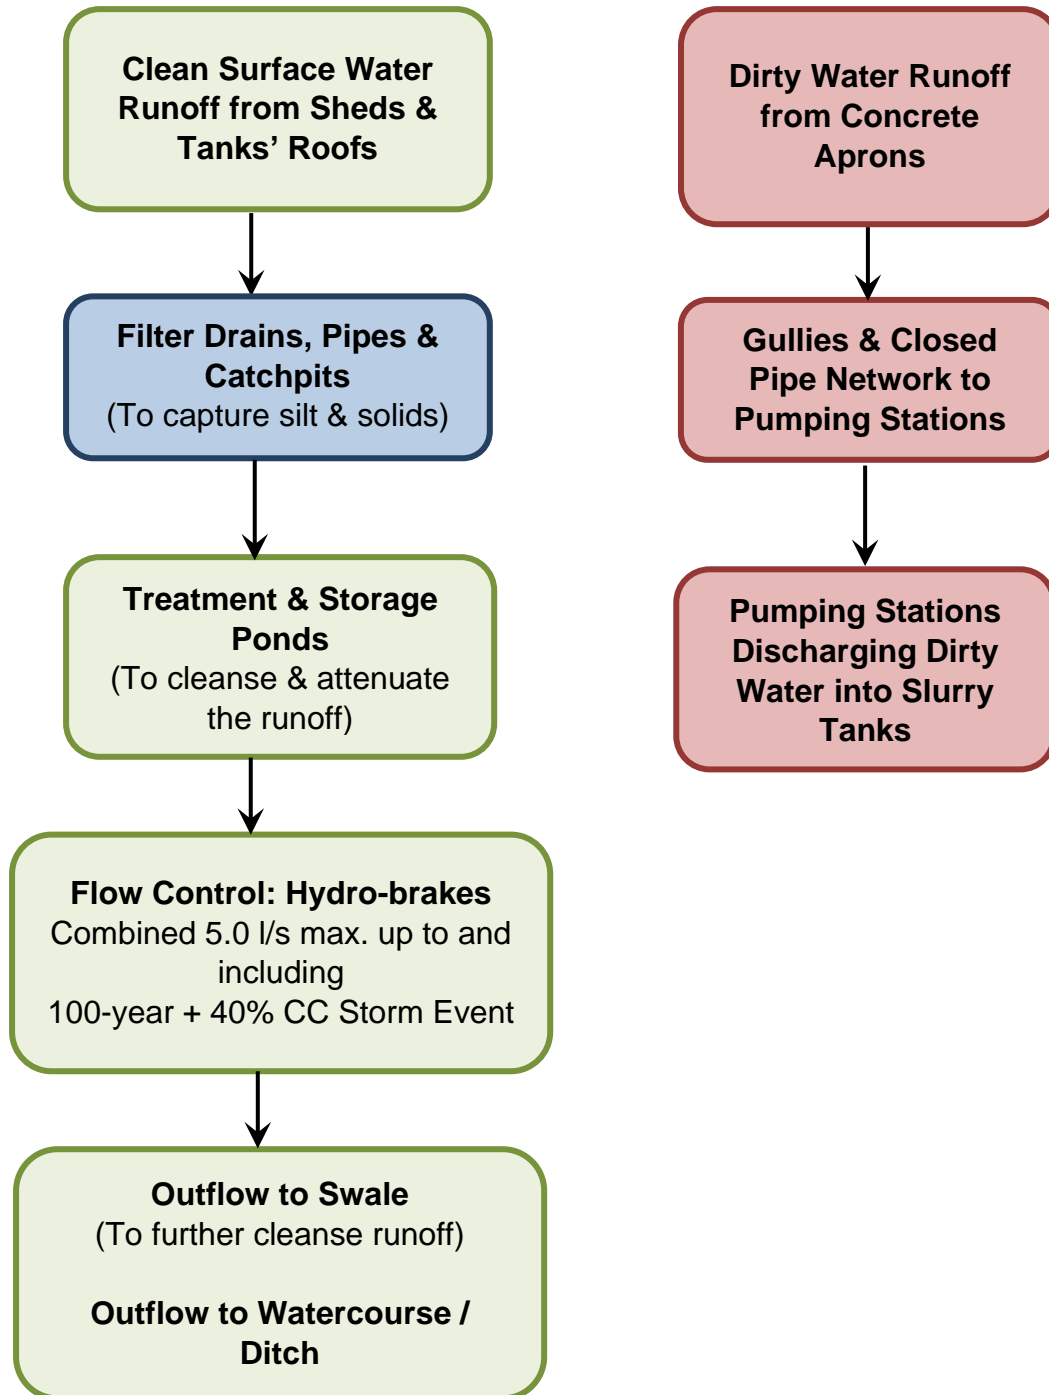 Clean Surface Water
Runoff from Sheds &
Tanks’ Roofs
Filter Drains, Pipes &
Catchpits
(To capture silt & solids)
Treatment & Storage
Ponds
(To cleanse & attenuate
the runoff)
Flow Control: Hydro-brakes
Combined 5.0 l/s max. up to and
including
100-year + 40% CC Storm Event
Outflow to Swale
(To further cleanse runoff)
Outflow to Watercourse /
Ditch
Dirty Water Runoff
from Concrete
Aprons
Gullies & Closed
Pipe Network to
Pumping Stations
Pumping Stations
Discharging Dirty
Water into Slurry
Tanks